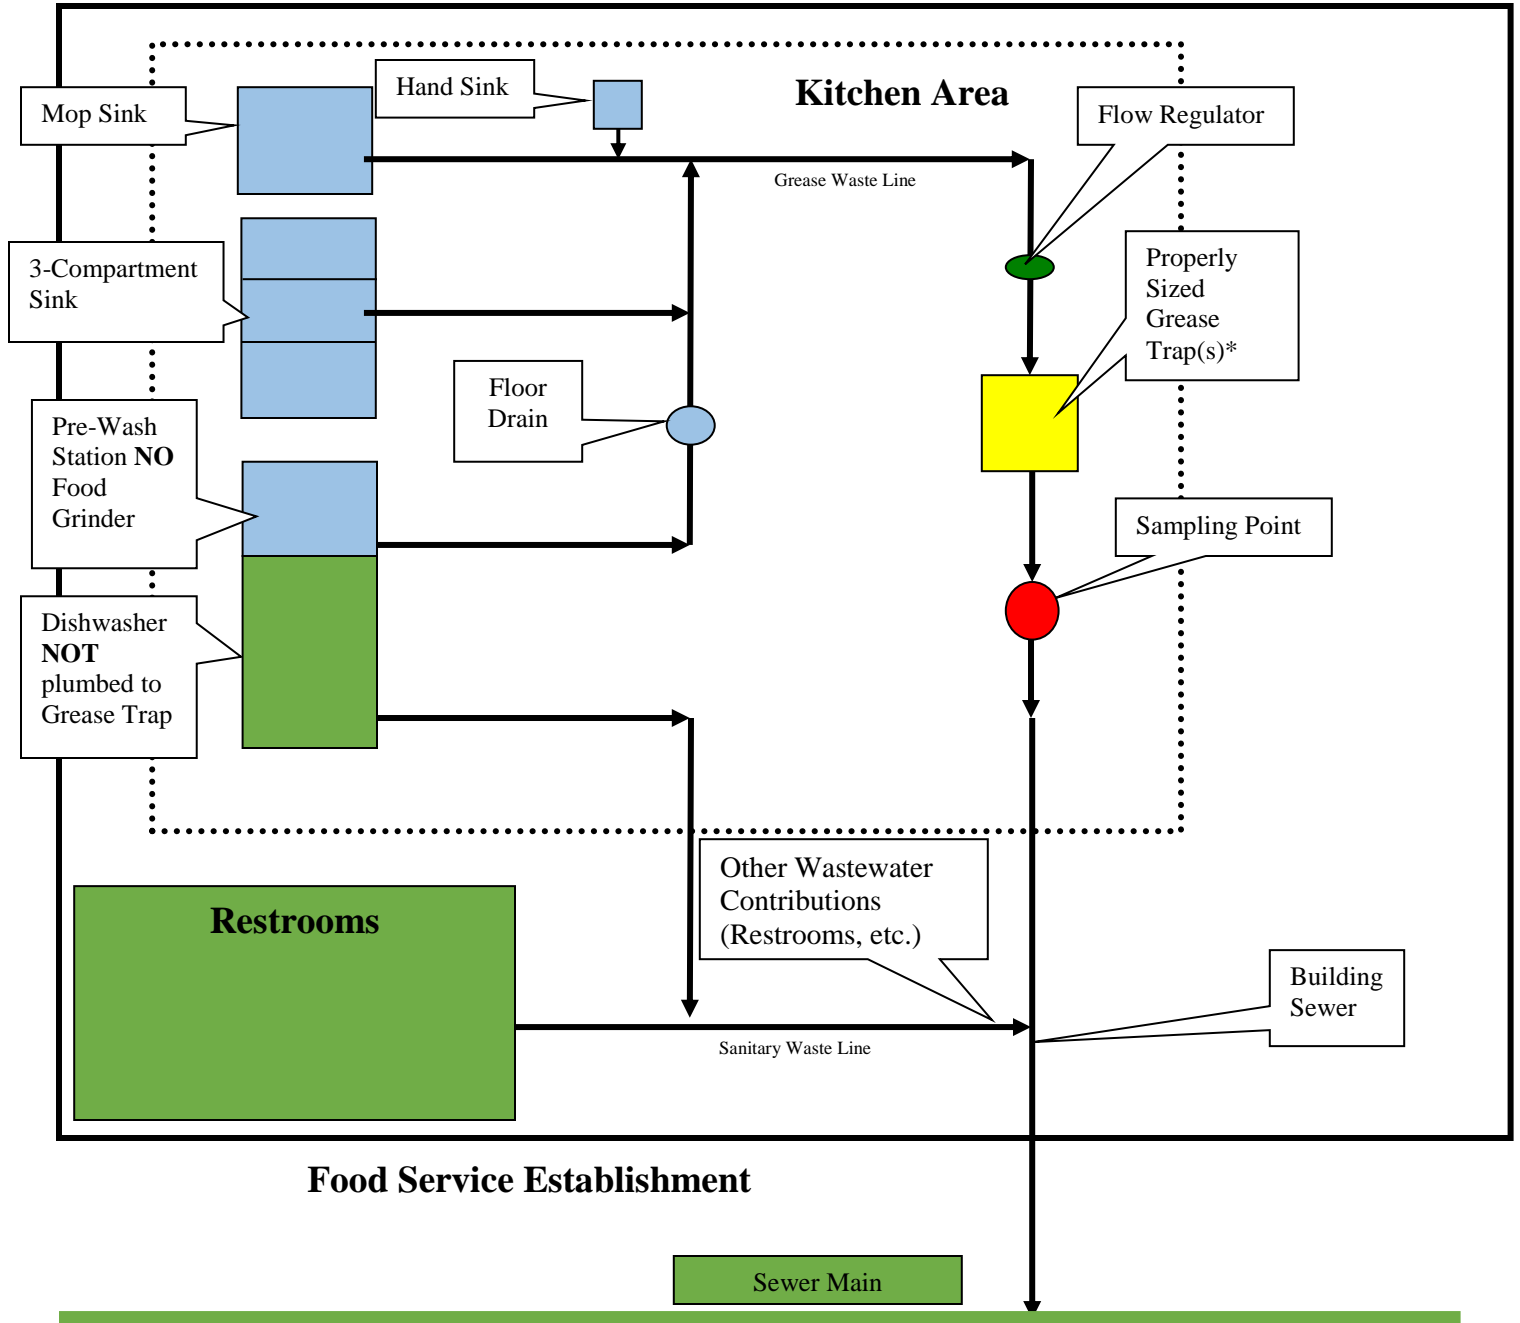 Hand Sink
Kitchen Area
Mop Sink
Flow Regulator
Grease Waste Line
3-Compartment
Sink
Properly
Sized
Grease
Trap(s)*
Floor
Drain
Pre-Wash
Station NO
Food
Grinder
Sampling Point
Dishwasher
NOT
plumbed to
Grease Trap
Other Wastewater
Contributions
(Restrooms, etc.)
Restrooms
Building
Sewer
Sanitary Waste Line
Food Service Establishment
Sewer Main